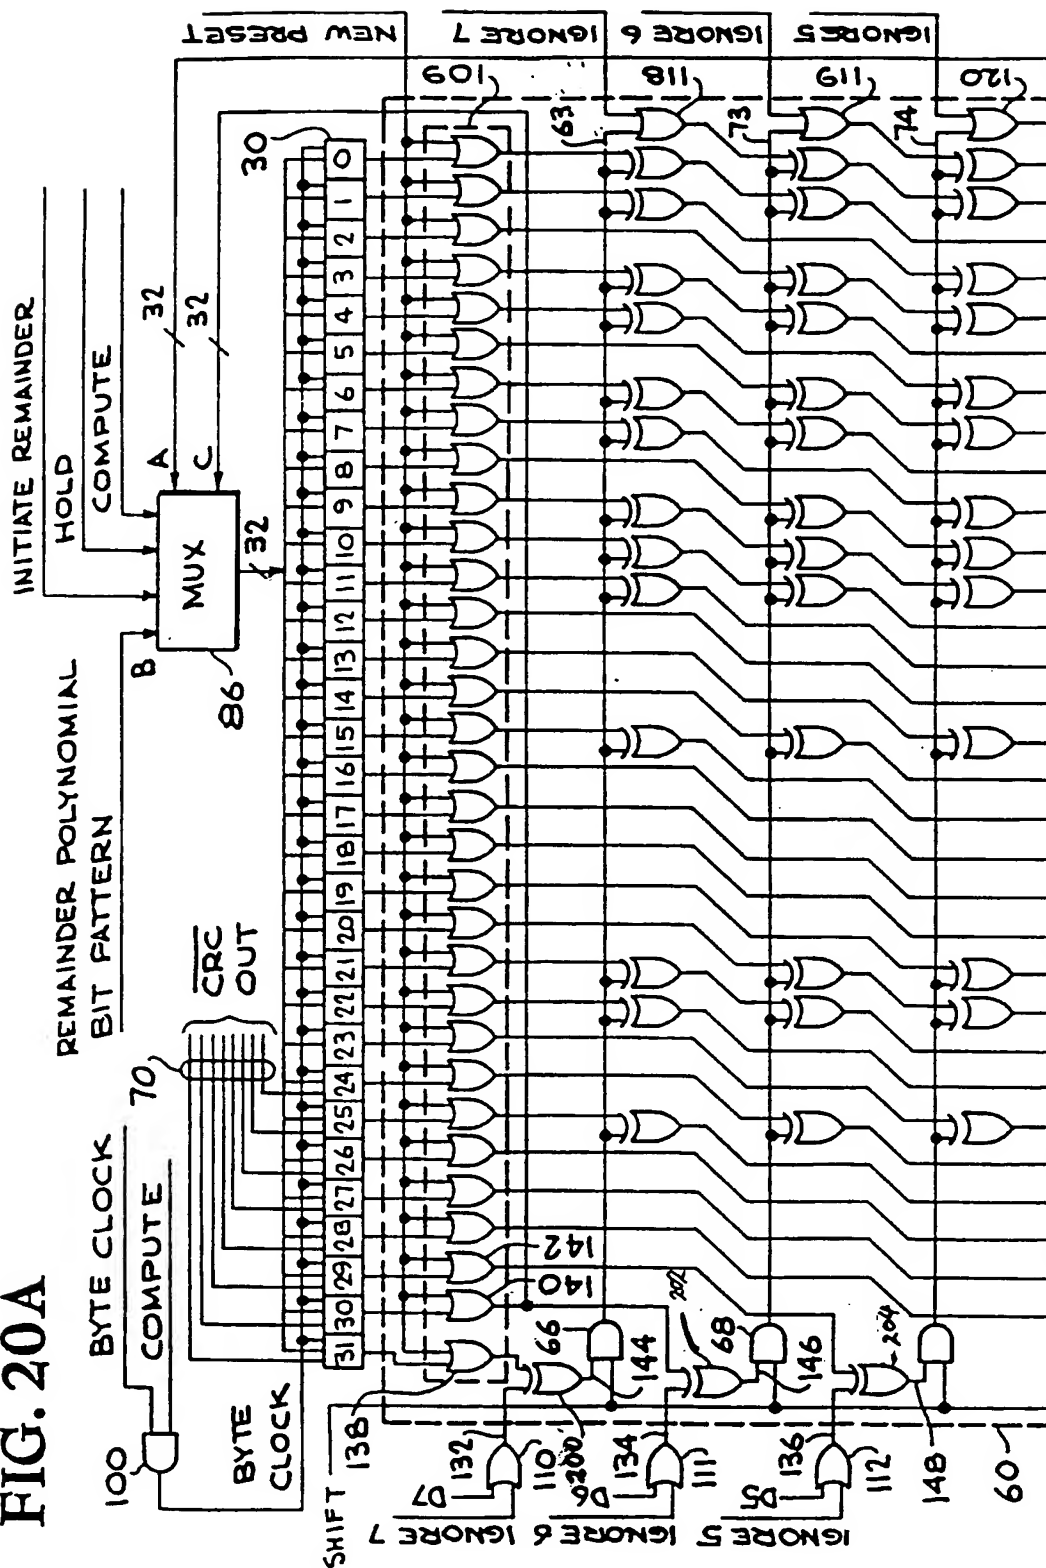 FIG. 20A
BYTE CLOCK
COMPUTE
100
BYTE
CLOCK
SHIFT
70
CRC
OUT
REMAINDER POLYNOMIAL
BIT PATTERN
INITIATE REMAINDER
HOLD
COMPUTE
B
MUX
86
A
C
32
32
32
30
NEW PRESET
IGNORE 7
IGNORE 6
IGNORE 5
31 30 29 28 27 26 25 24 23 22 21 20 19 18 17 16 15 14 13 12 11 10 9 8 7 6 5 4 3 2 1 0
109
138
140
142
132
D7
IGNORE 7
110
200
66
144
63
118
134
D6
IGNORE 6
111
202
68
146
73
119
136
D5
IGNORE 5
112
204
148
74
120
60